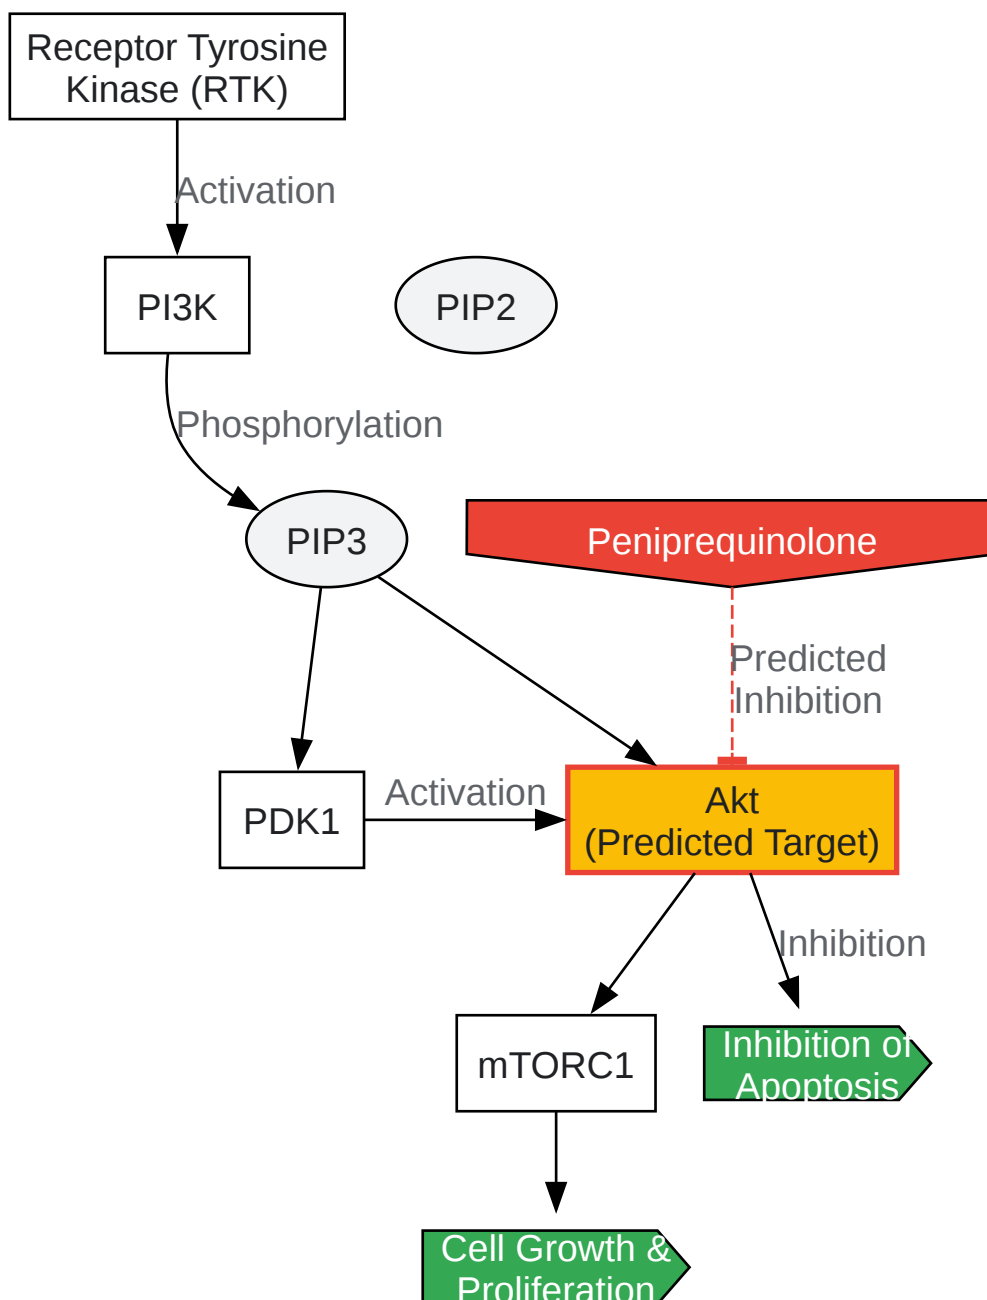 Receptor Tyrosine
Kinase (RTK)
Activation
PI3K
PIP2
Phosphorylation
PIP3
Peniprequinolone
Predicted
Inhibition
PDK1
Activation
Akt
(Predicted Target)
Inhibition
mTORC1
Inhibition of
Apoptosis
Cell Growth &
Proliferation